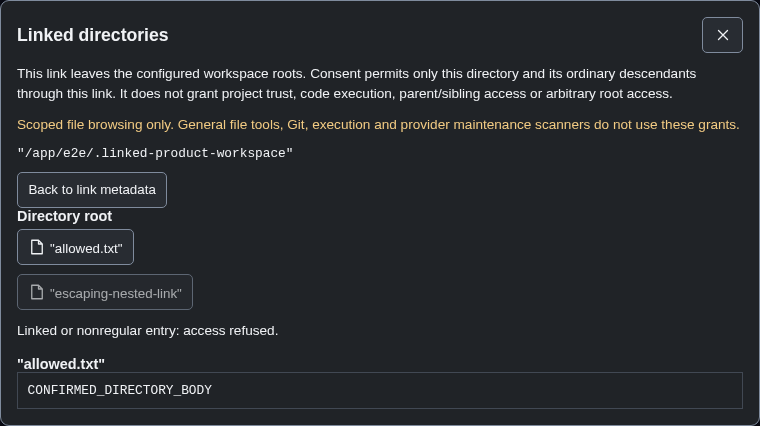 Linked directories
This link leaves the configured workspace roots. Consent permits only this directory and its ordinary descendants
through this link. It does not grant project trust, code execution, parent/sibling access or arbitrary root access.
Scoped file browsing only. General file tools, Git, execution and provider maintenance scanners do not use these grants.
"/app/e2e/.linked-product-workspace"
Back to link metadata
Directory root
"allowed.txt"
"escaping-nested-link"
Linked or nonregular entry: access refused.
"allowed.txt"
CONFIRMED_DIRECTORY_BODY